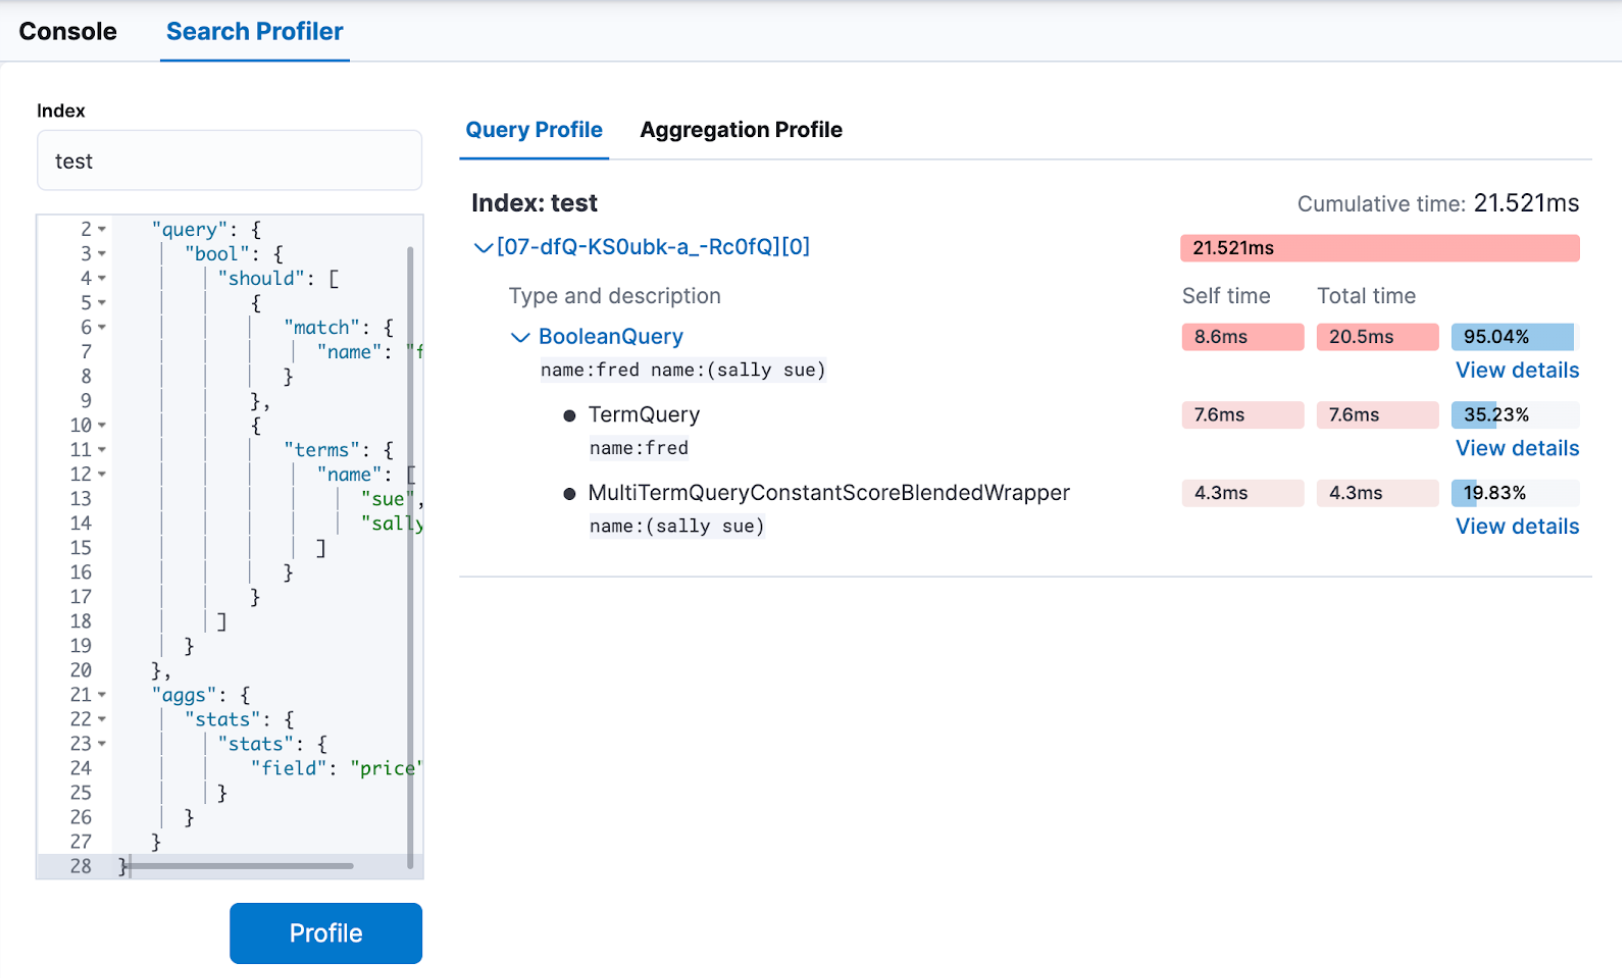 Console Search Profiler
Index
test
2 "query": {
3 "bool": {
4 "should": [
5 {
6 "match": {
7 "name": "f
8 }
9 },
10 {
11 "terms": {
12 "name": [
13 "sue",
14 "sally
15 ]
16 }
17 }
18 ]
19 }
20 },
21 "aggs": {
22 "stats": {
23 "stats": {
24 "field": "price"
25 }
26 }
27 }
28 }
Profile
Query Profile Aggregation Profile
Index: test Cumulative time: 21.521ms
[07-dfQ-KS0ubk-a_-Rc0fQ][0] 21.521ms
Type and description Self time Total time
BooleanQuery 8.6ms 20.5ms 95.04%
name:fred name:(sally sue) View details
TermQuery 7.6ms 7.6ms 35.23%
name:fred View details
MultiTermQueryConstantScoreBlendedWrapper 4.3ms 4.3ms 19.83%
name:(sally sue) View details